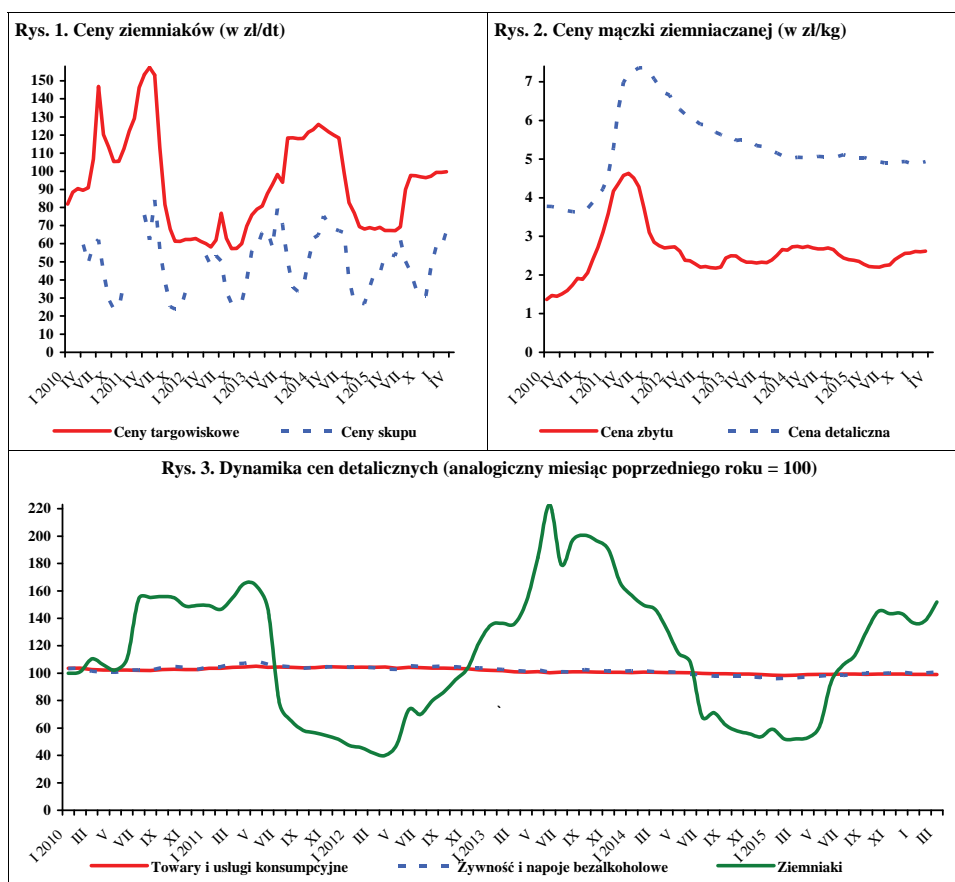 Rys. 1. Ceny ziemniaków (w zł/dt)
150
140
130
120
110
100
90
80
70
60
50
40
30
20
10
0
I 2010
IV
VII
X
I 2011
IV
VII
X
I 2012
IV
VII
X
I 2013
IV
VII
X
I 2014
IV
VII
X
I 2015
IV
VII
X
I
IV
Ceny targowiskowe
Ceny skupu
Rys. 2. Ceny mączki ziemniaczanej (w zł/kg)
7
6
5
4
3
2
1
0
I 2010
IV
VII
X
I 2011
IV
VII
X
I 2012
IV
VII
X
I 2013
IV
VII
X
I 2014
IV
VII
X
I 2015
IV
VII
X
I
IV
Cena zbytu
Cena detaliczna
Rys. 3. Dynamika cen detalicznych (analogiczny miesiąc poprzedniego roku = 100)
220
200
180
160
140
120
100
80
60
40
20
0
I 2010
III
V
VII
IX
XI
I 2011
III
V
VII
IX
XI
I 2012
III
V
VII
IX
XI
I 2013
III
V
VII
IX
XI
I 2014
III
V
VII
IX
XI
I 2015
III
V
VII
IX
XI
I
III
Towary i usługi konsumpcyjne
Żywność i napoje bezalkoholowe
Ziemniaki